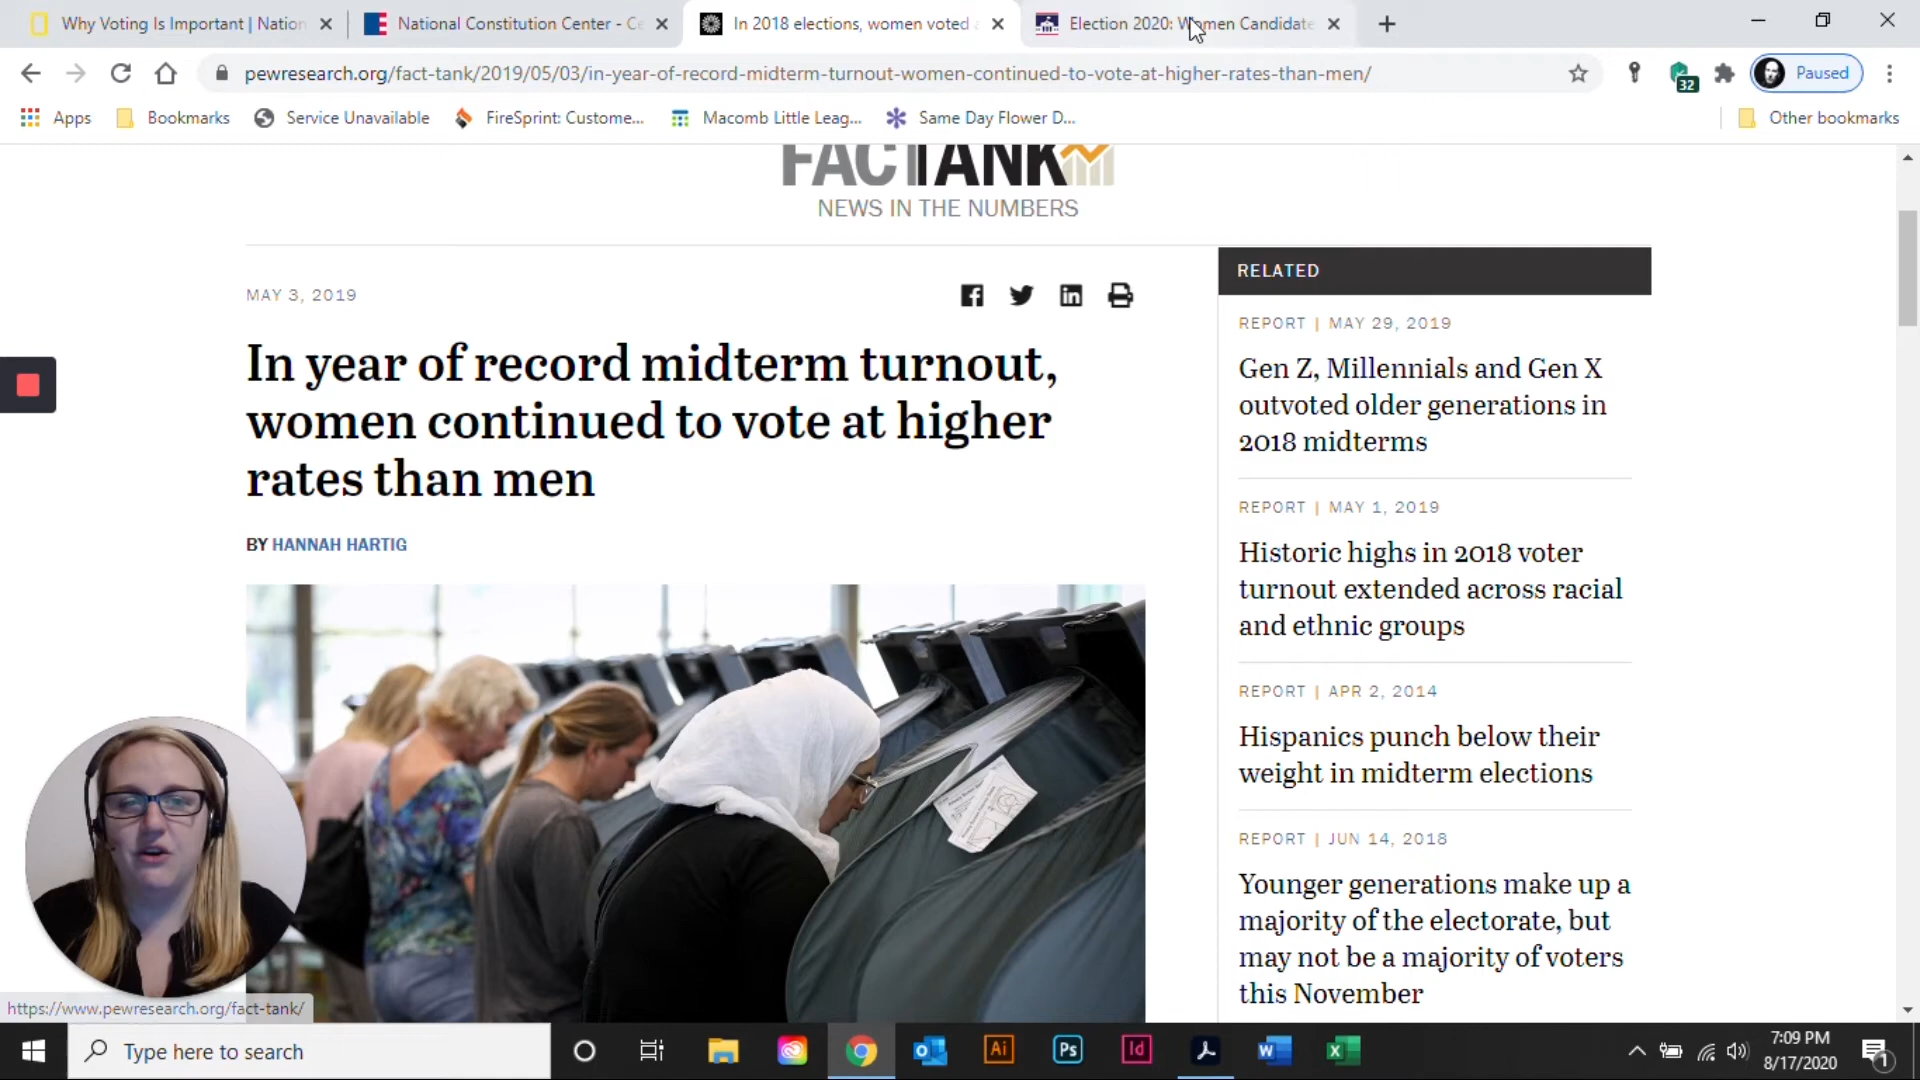 Why Voting Is Important | Nation
National Constitution Center - Ce
In 2018 elections, women voted a
Election 2020: Women Candidate
pewresearch.org/fact-tank/2019/05/03/in-year-of-record-midterm-turnout-women-continued-to-vote-at-higher-rates-than-men/
32
Paused
Apps
Bookmarks
Service Unavailable
FireSprint: Custome...
Macomb Little Leag...
Same Day Flower D...
Other bookmarks
FACTANK
NEWS IN THE NUMBERS
MAY 3, 2019
In year of record midterm turnout,
women continued to vote at higher
rates than men
BY HANNAH HARTIG
RELATED
REPORT | MAY 29, 2019
Gen Z, Millennials and Gen X
outvoted older generations in
2018 midterms
REPORT | MAY 1, 2019
Historic highs in 2018 voter
turnout extended across racial
and ethnic groups
REPORT | APR 2, 2014
Hispanics punch below their
weight in midterm elections
REPORT | JUN 14, 2018
Younger generations make up a
majority of the electorate, but
may not be a majority of voters
this November
https://www.pewresearch.org/fact-tank/
Type here to search
Ai
Ps
Id
7:09 PM
8/17/2020
1